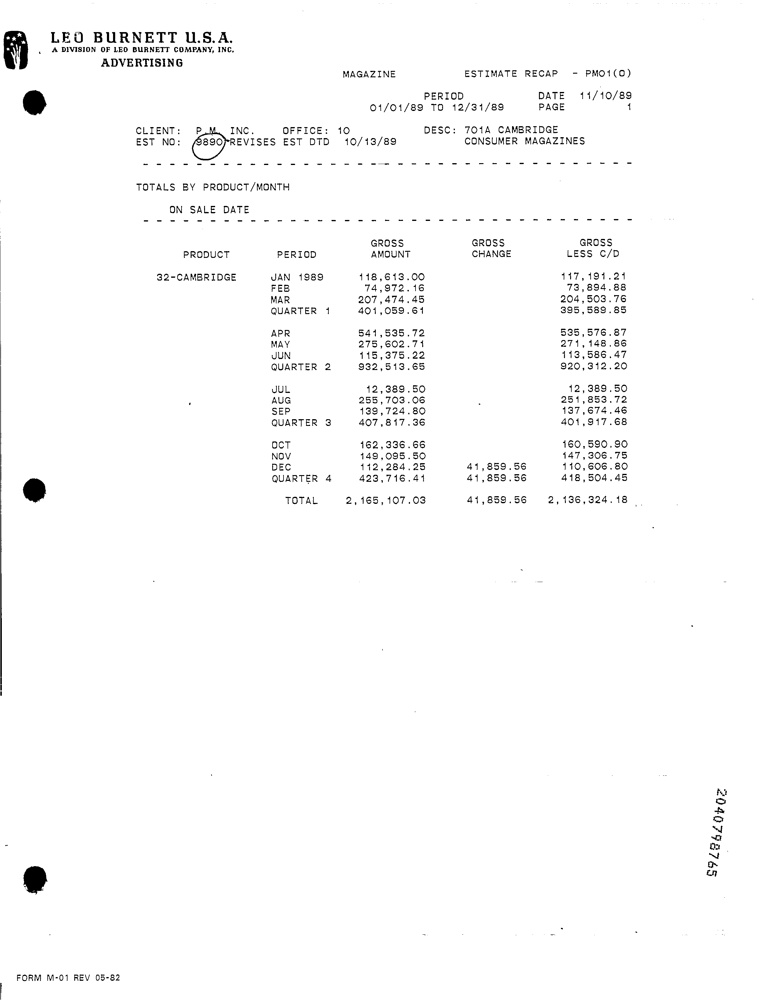 LEO BURNETT U.S.A.
A DIVISION OF LEO BURNETT COMPANY, INC.
ADVERTISING
MAGAZINE ESTIMATE RECAP - PM01(0)
PERIOD DATE 11/10/89
01/01/89 TO 12/31/89 PAGE 1
CLIENT: P.M. INC. OFFICE: 10 DESC: 701A CAMBRIDGE
EST NO: 9890 REVISES EST DTD 10/13/89 CONSUMER MAGAZINES
TOTALS BY PRODUCT/MONTH
ON SALE DATE
GROSS GROSS GROSS
PRODUCT PERIOD AMOUNT CHANGE LESS C/D
32-CAMBRIDGE JAN 1989 118,613.00 117,191.21
FEB 74,972.16 73,894.88
MAR 207,474.45 204,503.76
QUARTER 1 401,059.61 395,589.85
APR 541,535.72 535,576.87
MAY 275,602.71 271,148.86
JUN 115,375.22 113,586.47
QUARTER 2 932,513.65 920,312.20
JUL 12,389.50 12,389.50
AUG 255,703.06 251,853.72
SEP 139,724.80 137,674.46
QUARTER 3 407,817.36 401,917.68
OCT 162,336.66 160,590.90
NOV 149,095.50 147,306.75
DEC 112,284.25 41,859.56 110,606.80
QUARTER 4 423,716.41 41,859.56 418,504.45
TOTAL 2,165,107.03 41,859.56 2,136,324.18
2040798765
FORM M-01 REV 05-82